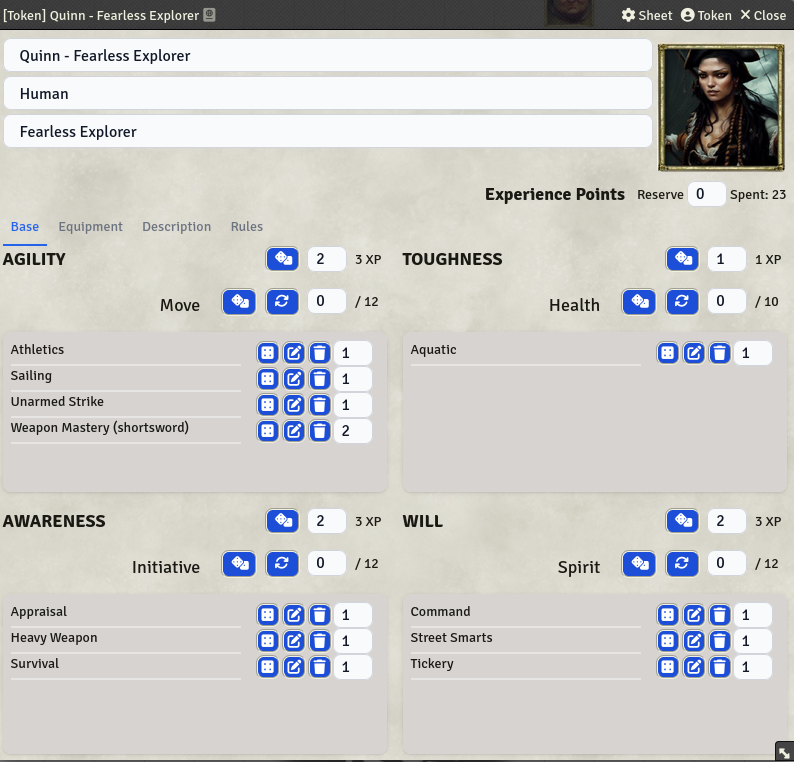 [Token] Quinn - Fearless Explorer Sheet Token Close
Quinn - Fearless Explorer
Human
Fearless Explorer
Experience Points Reserve 0 Spent: 23
Base Equipment Description Rules
AGILITY 2 3 XP
Move 0 / 12
Athletics 1
Sailing 1
Unarmed Strike 1
Weapon Mastery (shortsword) 2
TOUGHNESS 1 1 XP
Health 0 / 10
Aquatic 1
AWARENESS 2 3 XP
Initiative 0 / 12
Appraisal 1
Heavy Weapon 1
Survival 1
WILL 2 3 XP
Spirit 0 / 12
Command 1
Street Smarts 1
Tickery 1